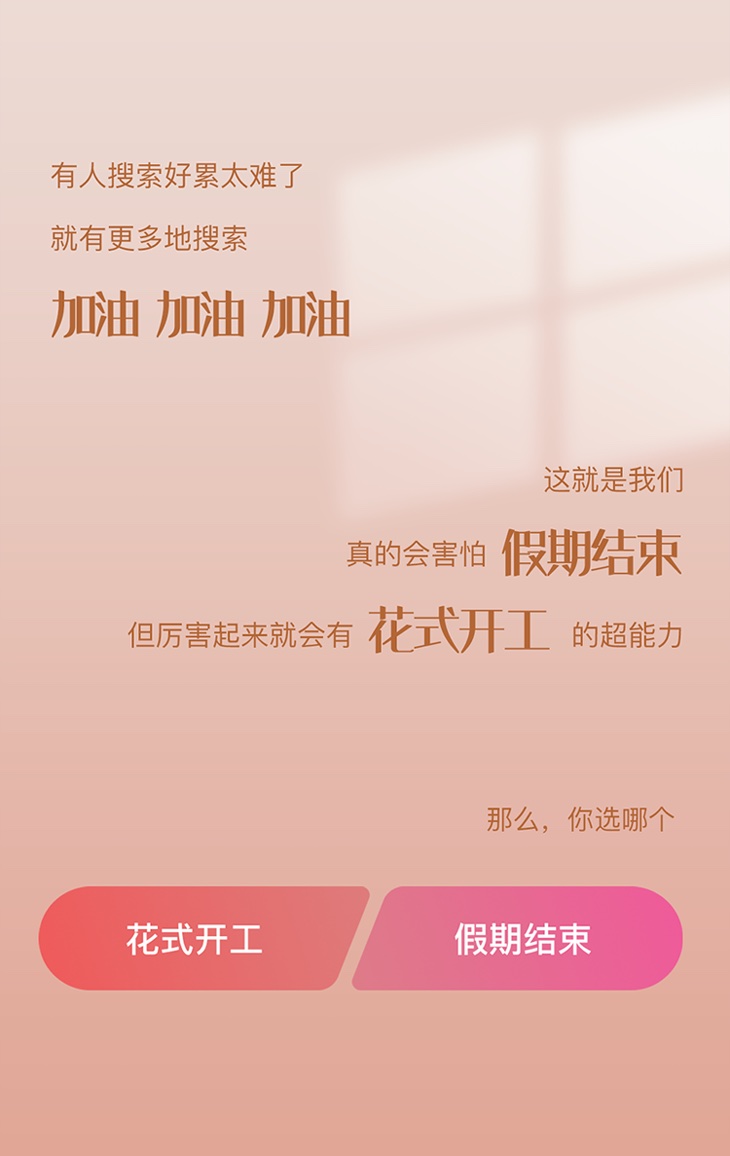 有人搜索好累太难了
就有更多地搜索
加油 加油 加油
这就是我们
真的会害怕 假期结束
但厉害起来就会有 花式开工 的超能力
那么，你选哪个
花式开工 假期结束